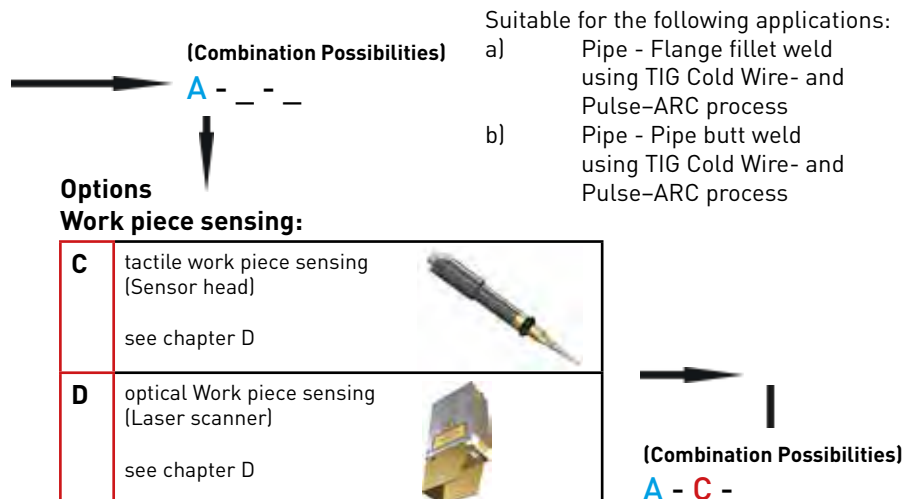 Suitable for the following applications:
a) Pipe - Flange fillet weld
using TIG Cold Wire- and
Pulse–ARC process
b) Pipe - Pipe butt weld
using TIG Cold Wire- and
Pulse–ARC process
(Combination Possibilities)
A - _ - _
Options
Work piece sensing:
C tactile work piece sensing
(Sensor head)
see chapter D
D optical Work piece sensing
(Laser scanner)
see chapter D
(Combination Possibilities)
A - C -